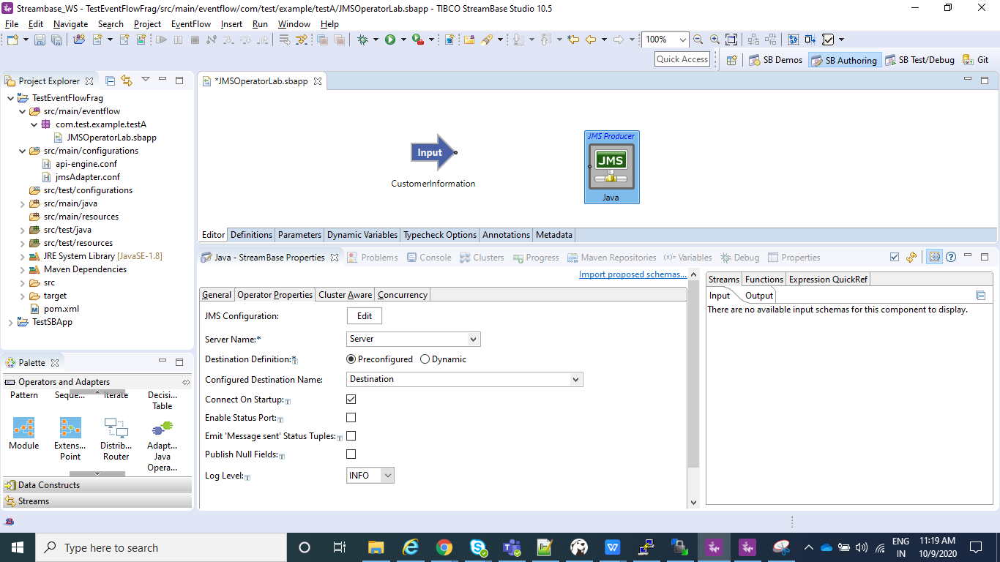 Streambase_WS - TestEventFlowFrag/src/main/eventflow/com/test/example/testA/JMSOperatorLab.sbapp - TIBCO StreamBase Studio 10.5
File Edit Navigate Search Project EventFlow Insert Run Window Help
100%
Quick Access
SB Demos SB Authoring SB Test/Debug Git
Project Explorer
TestEventFlowFrag
src/main/eventflow
com.test.example.testA
JMSOperatorLab.sbapp
src/main/configurations
api-engine.conf
jmsAdapter.conf
src/test/configurations
src/main/java
src/main/resources
src/test/java
src/test/resources
JRE System Library [JavaSE-1.8]
Maven Dependencies
src
target
pom.xml
TestSBApp
Palette
Operators and Adapters
Pattern Seque... Iterate Decisi... Table
Module Extens... Point Distrib... Router Adapt... Java Opera...
Data Constructs
Streams
*JMSOperatorLab.sbapp
Input
CustomerInformation
JMS Producer
JMS
Java
Editor Definitions Parameters Dynamic Variables Typecheck Options Annotations Metadata
Java - StreamBase Properties Problems Console Clusters Progress Maven Repositories (x)= Variables Debug Properties
Import proposed schemas...
General Operator Properties Cluster Aware Concurrency
JMS Configuration: Edit
Server Name:* Server
Destination Definition:* Preconfigured Dynamic
Configured Destination Name: Destination
Connect On Startup:
Enable Status Port:
Emit 'Message sent' Status Tuples:
Publish Null Fields:
Log Level: INFO
Streams Functions Expression QuickRef
Input Output
There are no available input schemas for this component to display.
Type here to search
ENG
IN
11:19 AM
10/9/2020